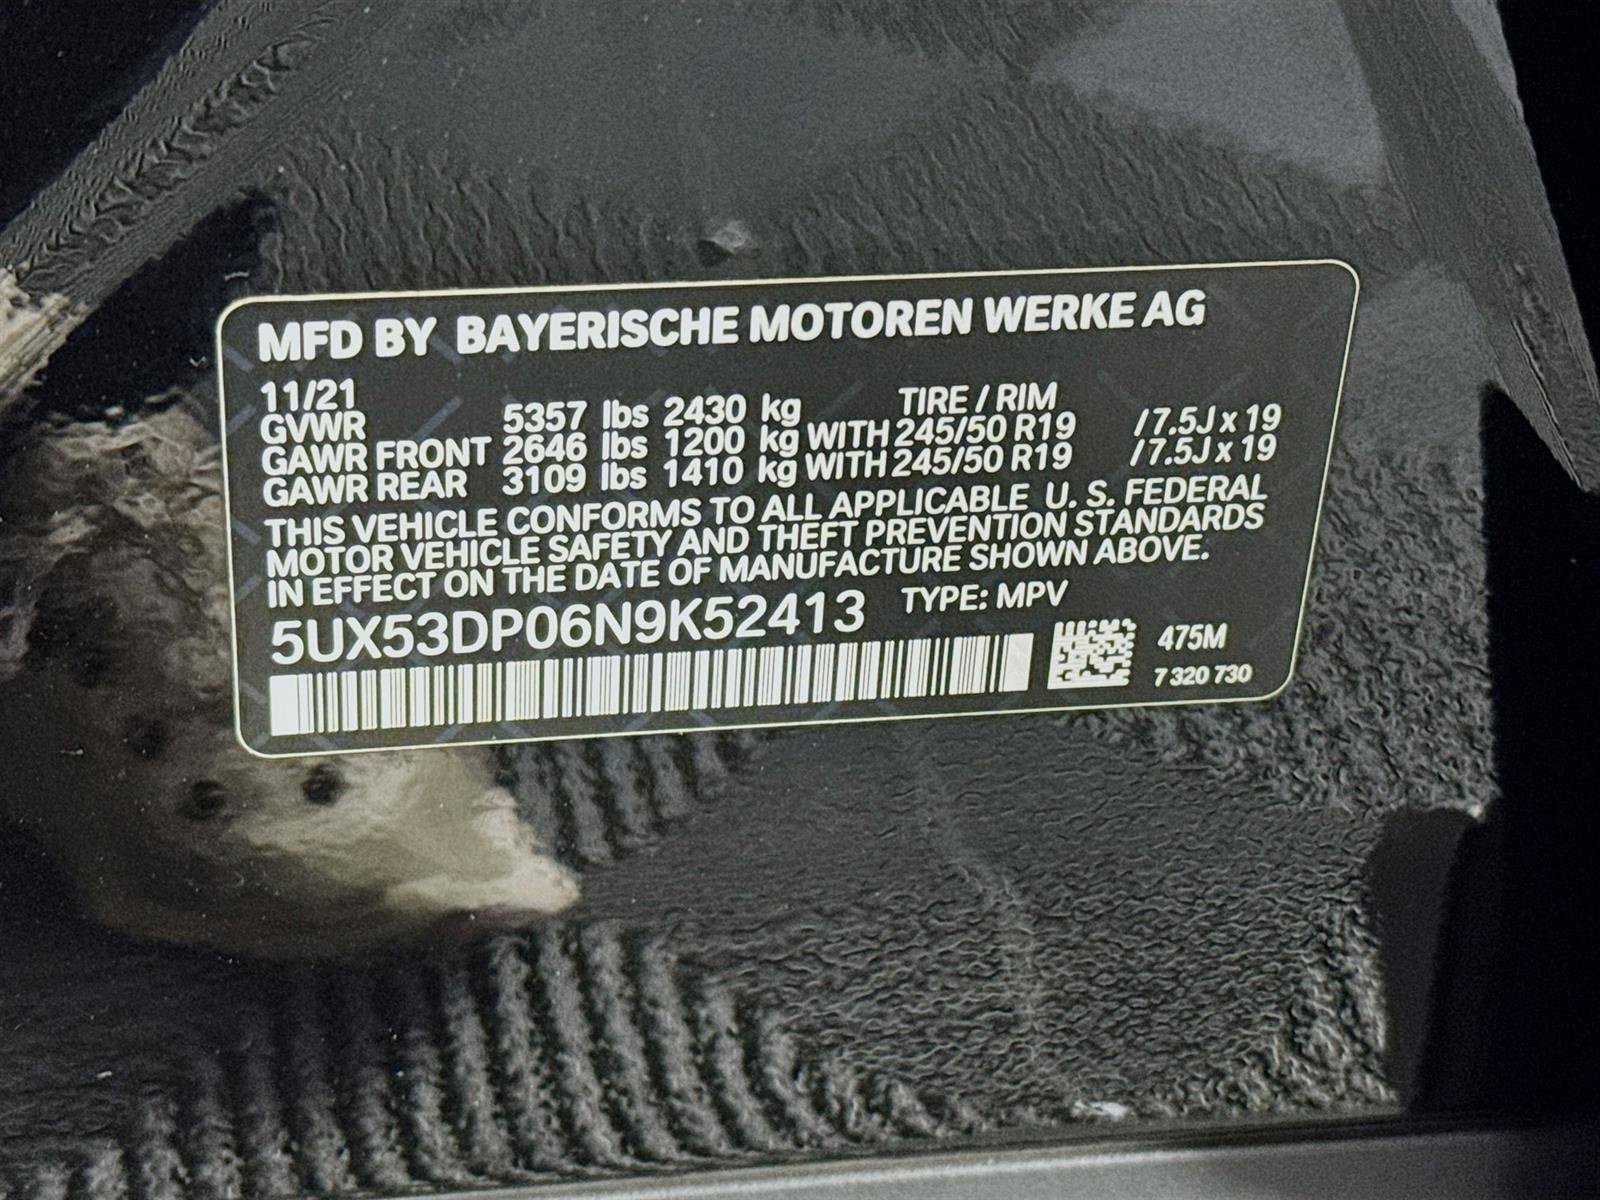 MFD BY BAYERISCHE MOTOREN WERKE AG
11/21 TIRE / RIM
GVWR 5357 lbs 2430 kg
GAWR FRONT 2646 lbs 1200 kg WITH 245/50 R19 /7.5J x 19
GAWR REAR 3109 lbs 1410 kg WITH 245/50 R19 /7.5J x 19
THIS VEHICLE CONFORMS TO ALL APPLICABLE U. S. FEDERAL
MOTOR VEHICLE SAFETY AND THEFT PREVENTION STANDARDS
IN EFFECT ON THE DATE OF MANUFACTURE SHOWN ABOVE.
5UX53DP06N9K52413 TYPE: MPV
475M
7 320 730